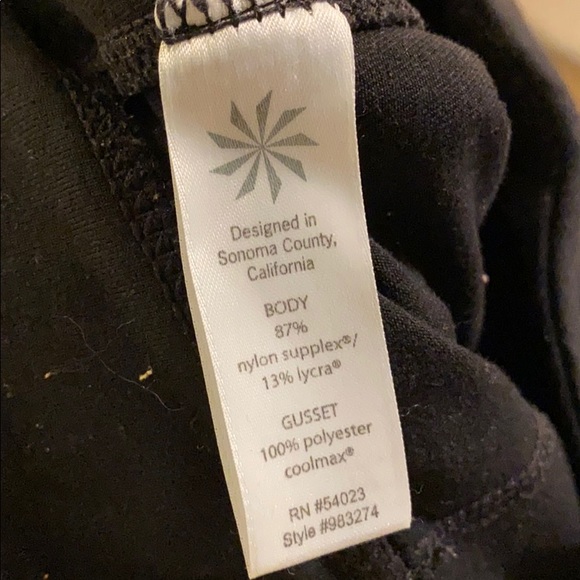 Designed in
Sonoma County,
California
BODY
87%
nylon supplex®/
13% lycra®
GUSSET
100% polyester
coolmax®
RN #54023
Style #983274